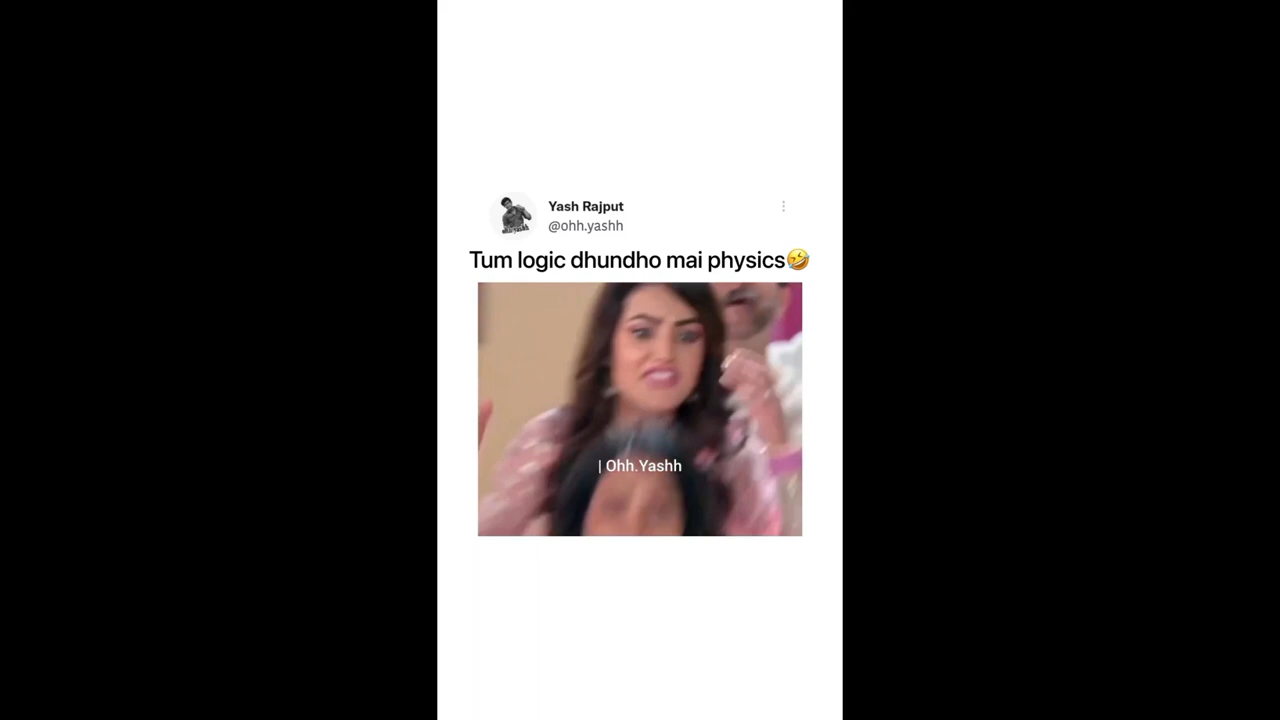 Yash Rajput
@ohh.yashh
Tum logic dhundho mai physics🤣
| Ohh.Yashh